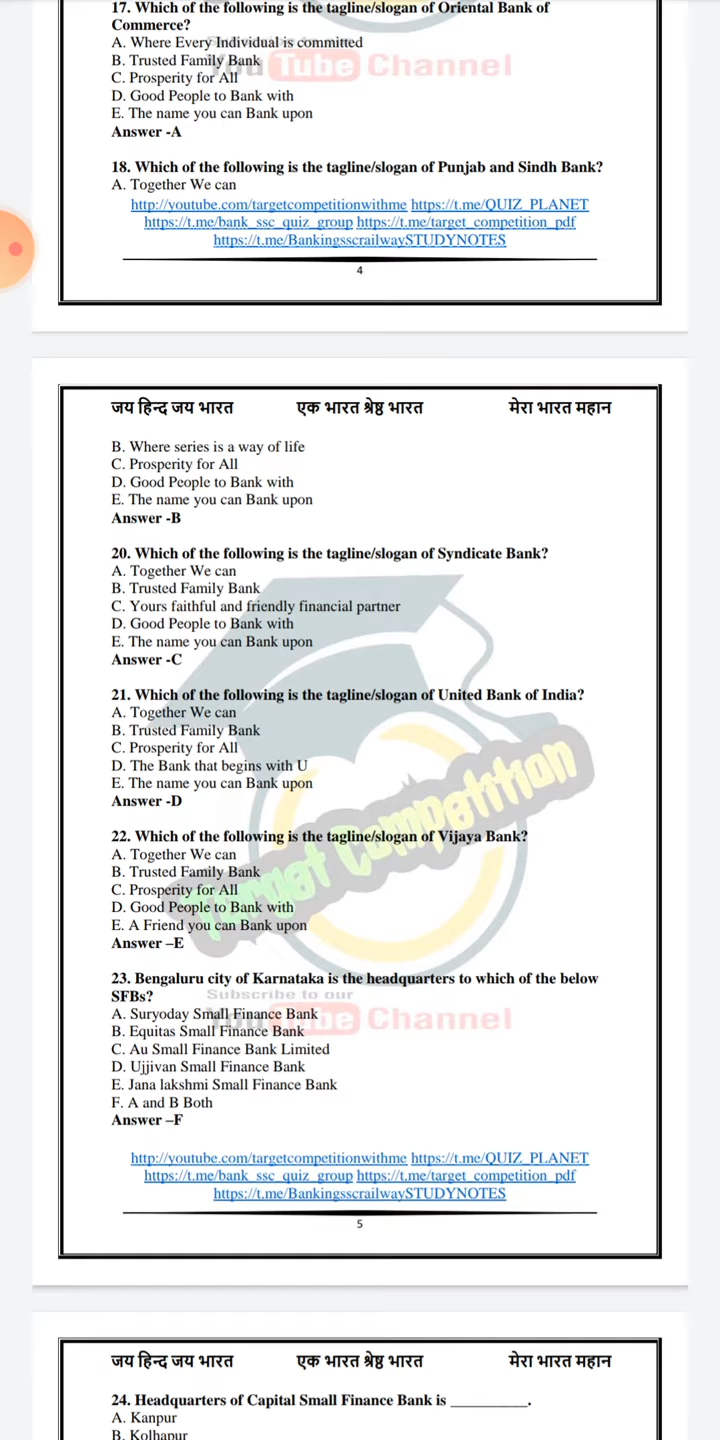 17. Which of the following is the tagline/slogan of Oriental Bank of
Commerce?
Subscribe to our
A. Where Every Individual is committed
B. Trusted Family Bank
YouTube Channel
C. Prosperity for All
D. Good People to Bank with
E. The name you can Bank upon
Answer -A
18. Which of the following is the tagline/slogan of Punjab and Sindh Bank?
A. Together We can
http://youtube.com/targetcompetitionwithme https://t.me/QUIZ_PLANET
https://t.me/bank_ssc_quiz_group https://t.me/target_competition_pdf
https://t.me/BankingsscrailwaySTUDYNOTES
4
जय हिन्द जय भारत एक भारत श्रेष्ठ भारत मेरा भारत महान
B. Where series is a way of life
C. Prosperity for All
D. Good People to Bank with
E. The name you can Bank upon
Answer -B
20. Which of the following is the tagline/slogan of Syndicate Bank?
A. Together We can
B. Trusted Family Bank
C. Yours faithful and friendly financial partner
D. Good People to Bank with
E. The name you can Bank upon
Answer -C
21. Which of the following is the tagline/slogan of United Bank of India?
A. Together We can
B. Trusted Family Bank
C. Prosperity for All
D. The Bank that begins with U
E. The name you can Bank upon
Answer -D
Target Competition
22. Which of the following is the tagline/slogan of Vijaya Bank?
A. Together We can
B. Trusted Family Bank
C. Prosperity for All
D. Good People to Bank with
E. A Friend you can Bank upon
Answer –E
23. Bengaluru city of Karnataka is the headquarters to which of the below
SFBs?
Subscribe to our
A. Suryoday Small Finance Bank
YouTube Channel
B. Equitas Small Finance Bank
C. Au Small Finance Bank Limited
D. Ujjivan Small Finance Bank
E. Jana lakshmi Small Finance Bank
F. A and B Both
Answer –F
http://youtube.com/targetcompetitionwithme https://t.me/QUIZ_PLANET
https://t.me/bank_ssc_quiz_group https://t.me/target_competition_pdf
https://t.me/BankingsscrailwaySTUDYNOTES
5
जय हिन्द जय भारत एक भारत श्रेष्ठ भारत मेरा भारत महान
24. Headquarters of Capital Small Finance Bank is __________.
A. Kanpur
B. Kolhapur